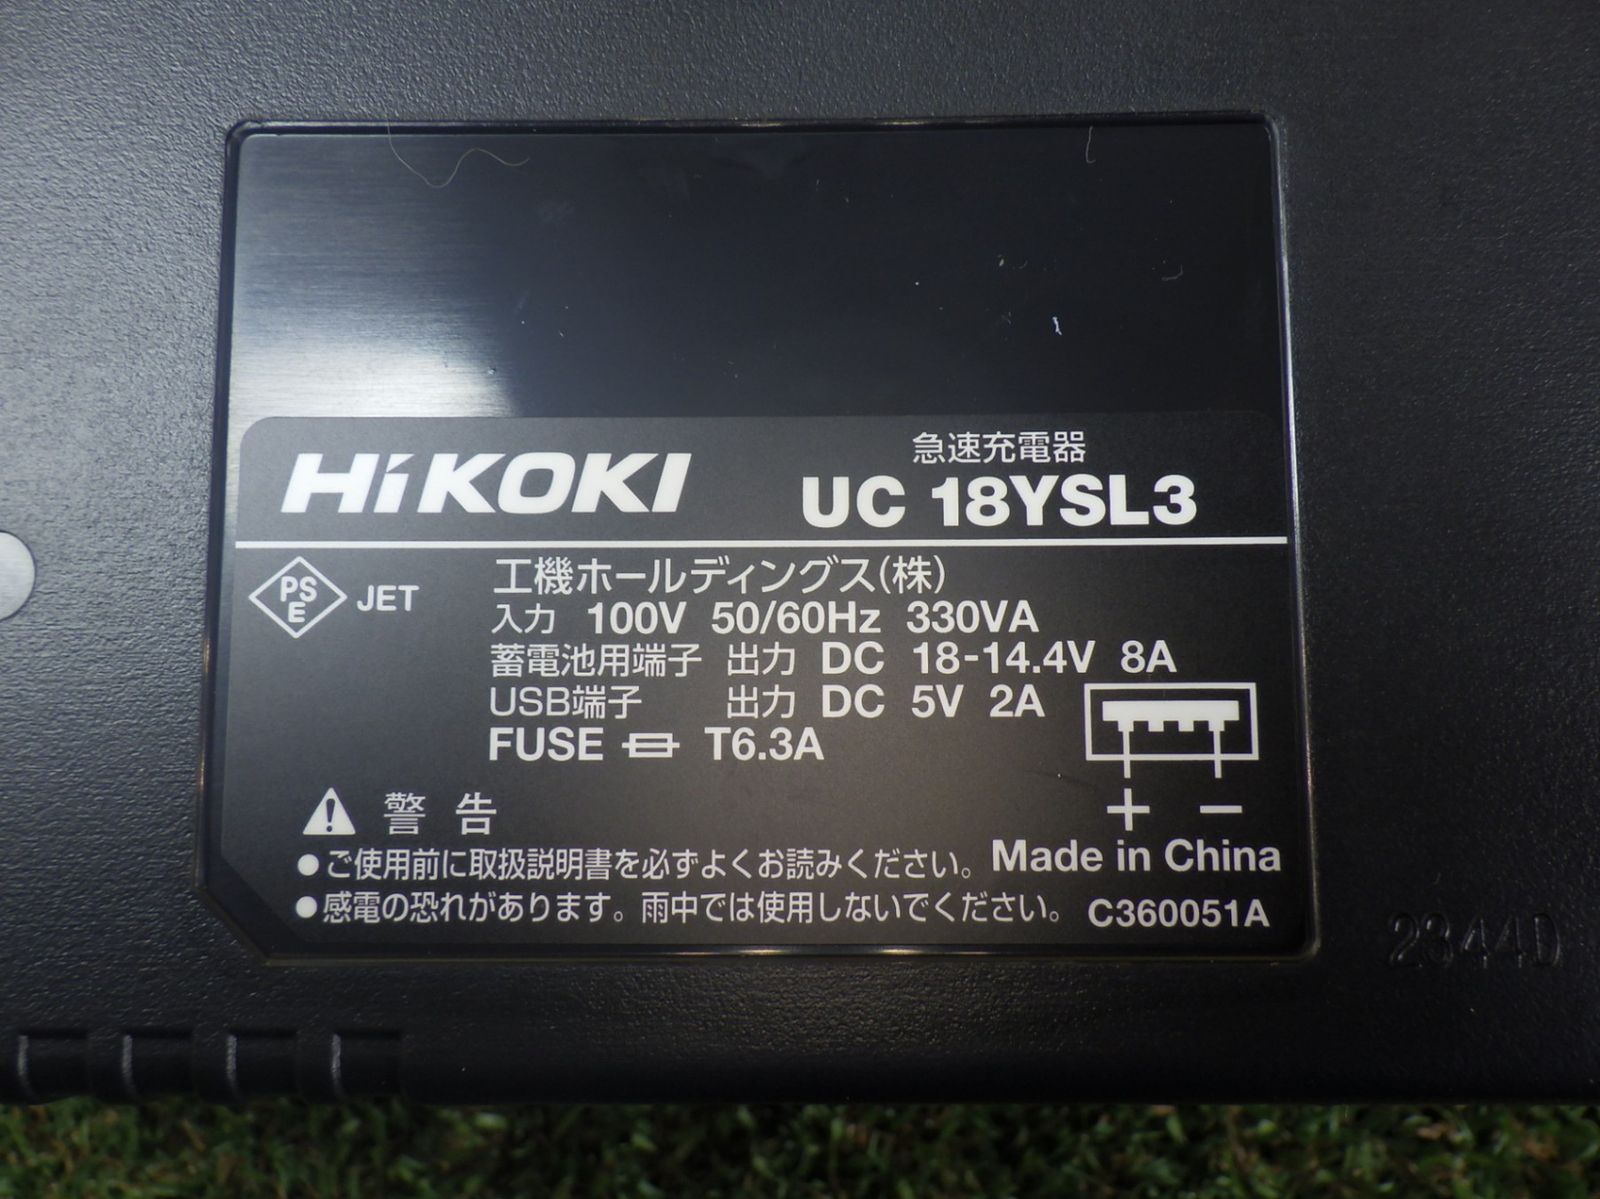 HiKOKI
急速充電器
UC 18YSL3
PSE JET
工機ホールディングス(株)
入力 100V 50/60Hz 330VA
蓄電池用端子 出力 DC 18-14.4V 8A
USB端子 出力 DC 5V 2A
FUSE T6.3A
+ −
⚠ 警告
●ご使用前に取扱説明書を必ずよくお読みください。
Made in China
●感電の恐れがあります。雨中では使用しないでください。
C360051A
2344D